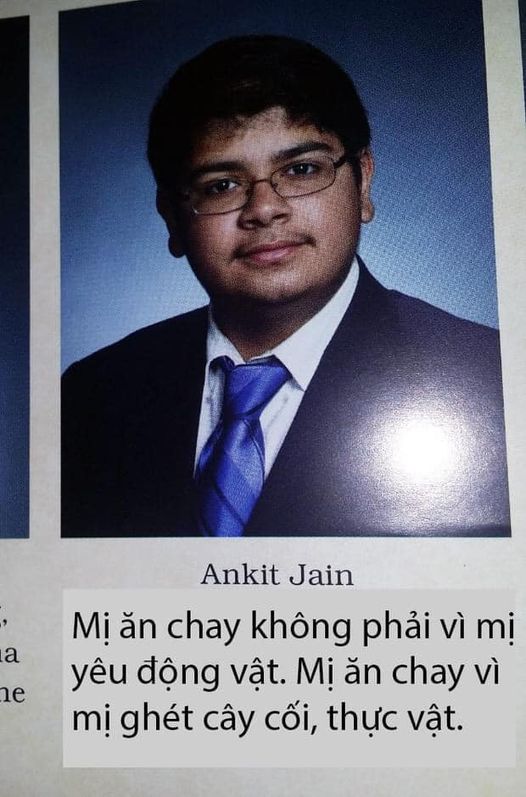 Ankit Jain
Mị ăn chay không phải vì mị
yêu động vật. Mị ăn chay vì
mị ghét cây cối, thực vật.